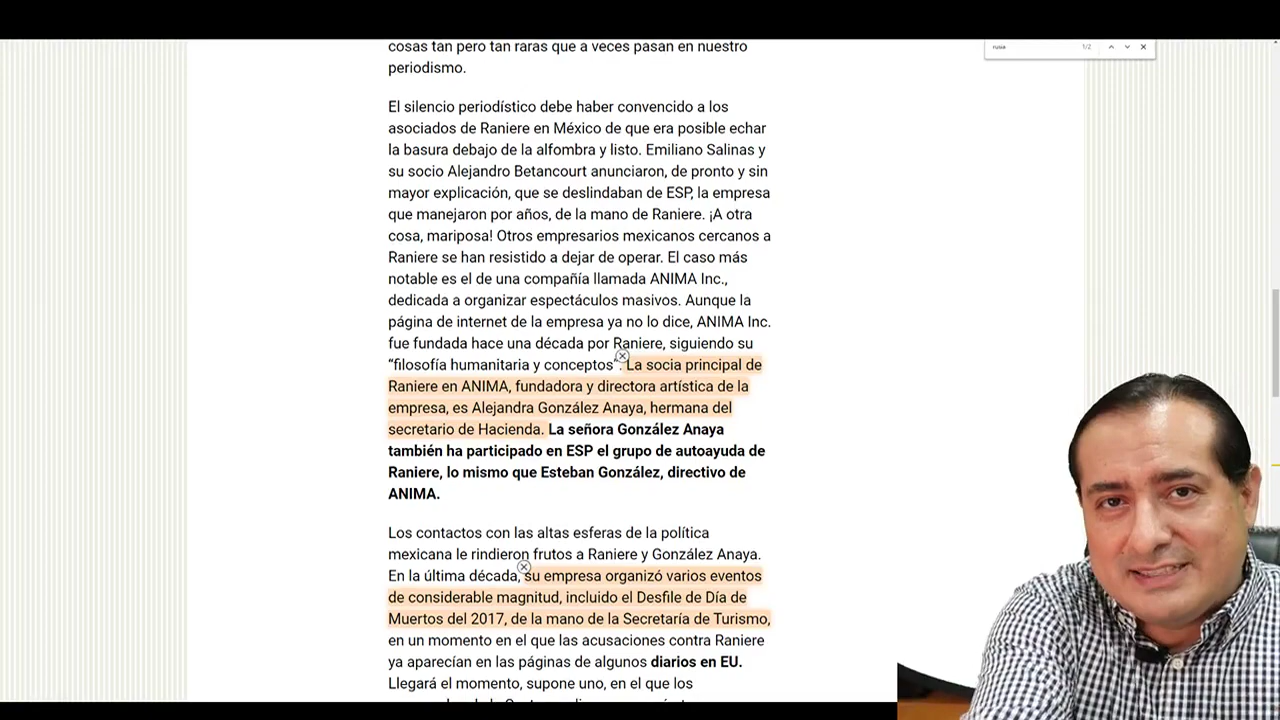 cosas tan pero tan raras que a veces pasan en nuestro
periodismo.
rusia 1/2
El silencio periodístico debe haber convencido a los
asociados de Raniere en México de que era posible echar
la basura debajo de la alfombra y listo. Emiliano Salinas y
su socio Alejandro Betancourt anunciaron, de pronto y sin
mayor explicación, que se deslindaban de ESP, la empresa
que manejaron por años, de la mano de Raniere. ¡A otra
cosa, mariposa! Otros empresarios mexicanos cercanos a
Raniere se han resistido a dejar de operar. El caso más
notable es el de una compañía llamada ANIMA Inc.,
dedicada a organizar espectáculos masivos. Aunque la
página de internet de la empresa ya no lo dice, ANIMA Inc.
fue fundada hace una década por Raniere, siguiendo su
“filosofía humanitaria y conceptos”. La socia principal de
Raniere en ANIMA, fundadora y directora artística de la
empresa, es Alejandra González Anaya, hermana del
secretario de Hacienda. La señora González Anaya
también ha participado en ESP el grupo de autoayuda de
Raniere, lo mismo que Esteban González, directivo de
ANIMA.
Los contactos con las altas esferas de la política
mexicana le rindieron frutos a Raniere y González Anaya.
En la última década, su empresa organizó varios eventos
de considerable magnitud, incluido el Desfile de Día de
Muertos del 2017, de la mano de la Secretaría de Turismo,
en un momento en el que las acusaciones contra Raniere
ya aparecían en las páginas de algunos diarios en EU.
Llegará el momento, supone uno, en el que los